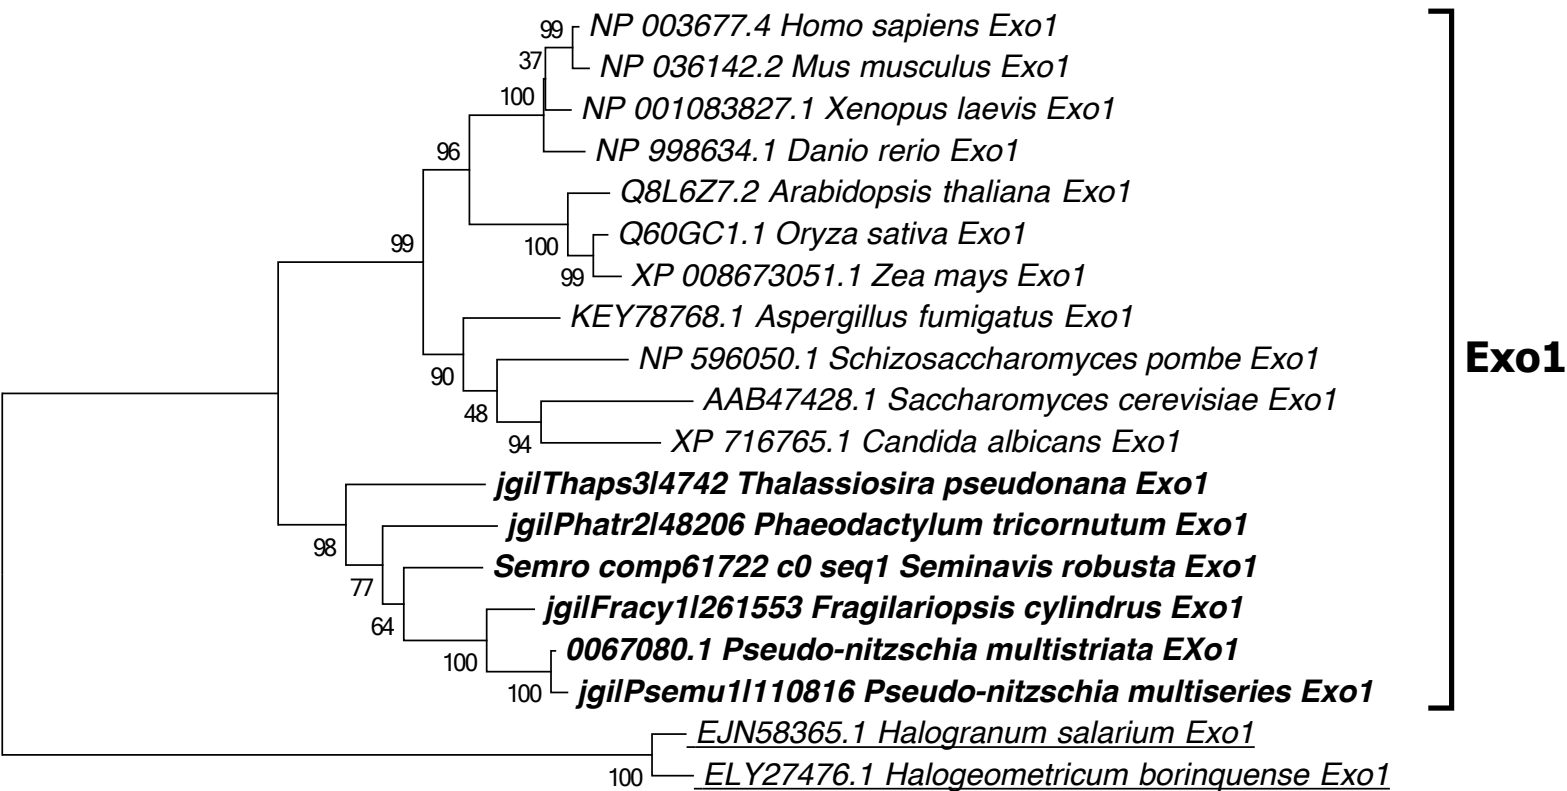 99
NP 003677.4 Homo sapiens Exo1
37
NP 036142.2 Mus musculus Exo1
100
NP 001083827.1 Xenopus laevis Exo1
96
NP 998634.1 Danio rerio Exo1
Q8L6Z7.2 Arabidopsis thaliana Exo1
99
100
Q60GC1.1 Oryza sativa Exo1
99
XP 008673051.1 Zea mays Exo1
KEY78768.1 Aspergillus fumigatus Exo1
90
NP 596050.1 Schizosaccharomyces pombe Exo1
Exo1
48
AAB47428.1 Saccharomyces cerevisiae Exo1
94
XP 716765.1 Candida albicans Exo1
jgilThaps3l4742 Thalassiosira pseudonana Exo1
98
jgilPhatr2l48206 Phaeodactylum tricornutum Exo1
77
Semro comp61722 c0 seq1 Seminavis robusta Exo1
64
jgilFracy1l261553 Fragilariopsis cylindrus Exo1
100
0067080.1 Pseudo-nitzschia multistriata EXo1
100
jgilPsemu1l110816 Pseudo-nitzschia multiseries Exo1
EJN58365.1 Halogranum salarium Exo1
100
ELY27476.1 Halogeometricum borinquense Exo1